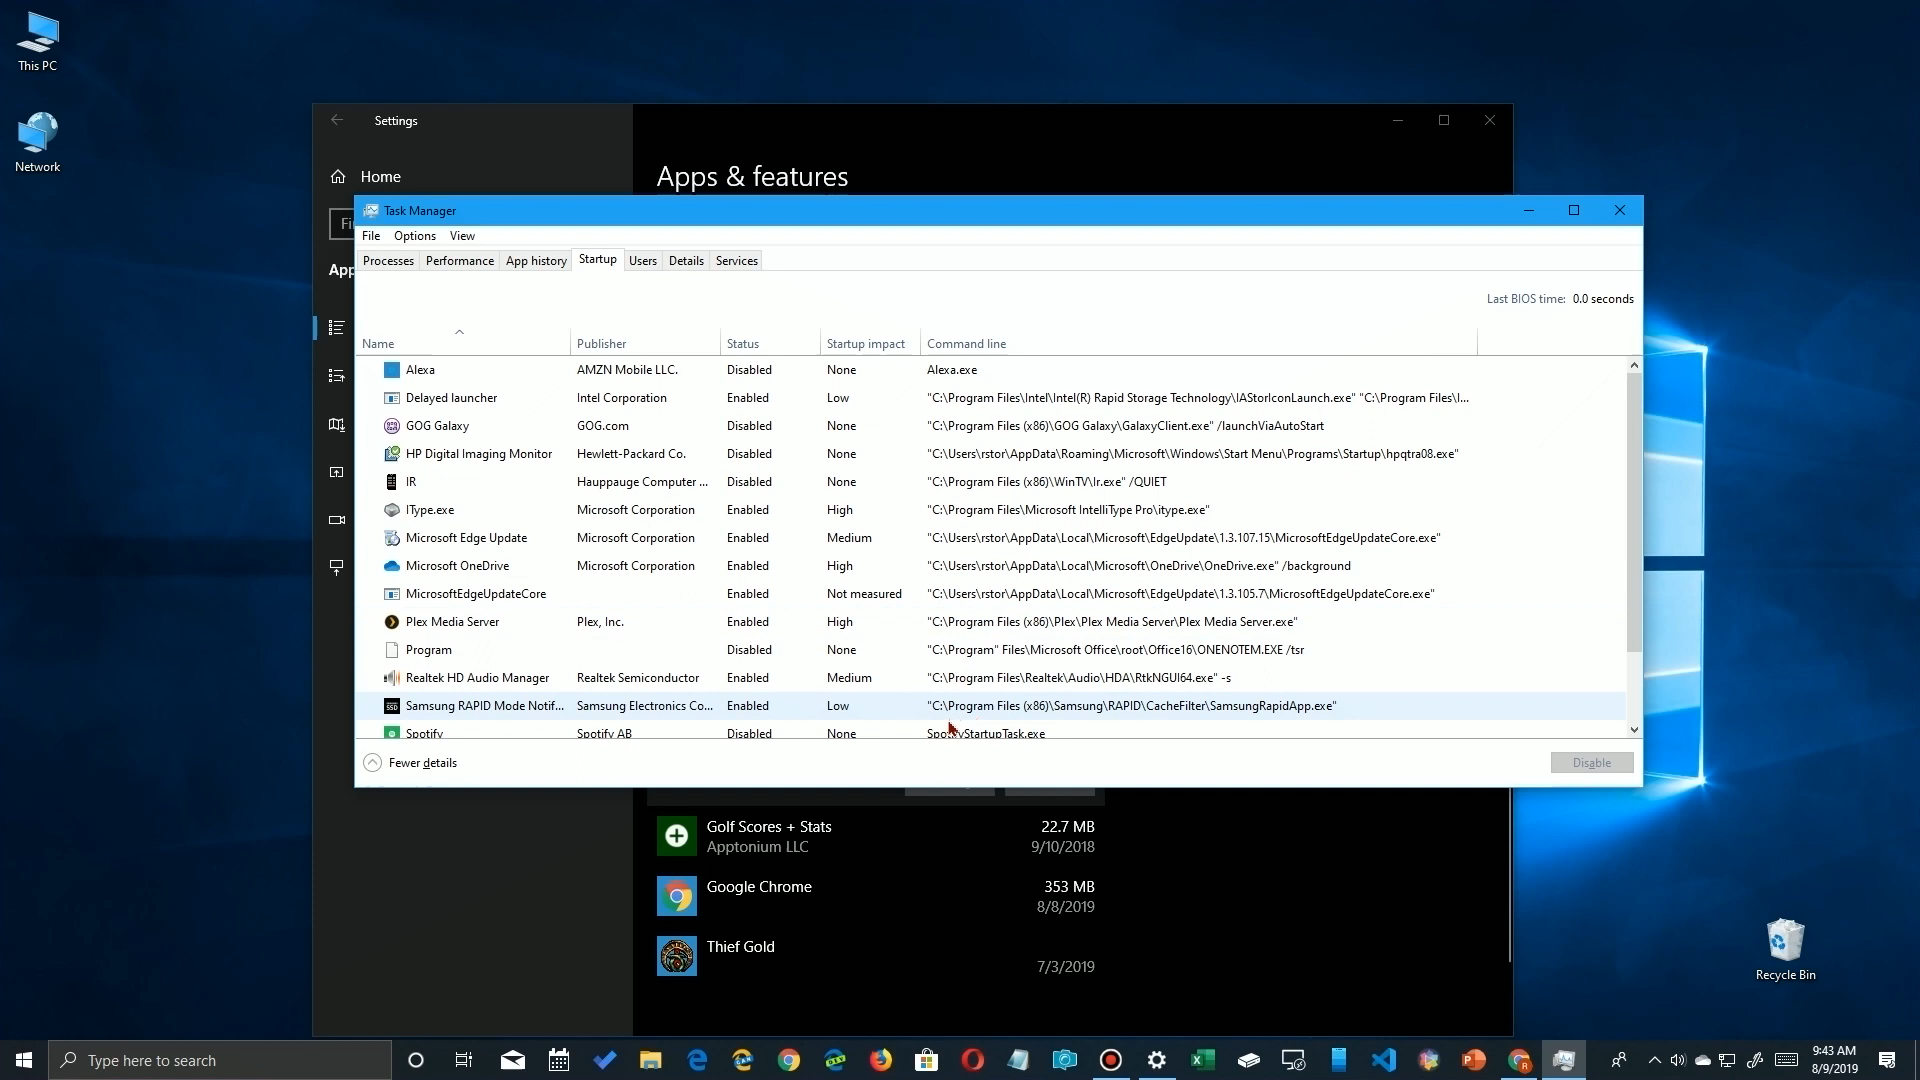 This PC
Network
Settings
Home
Apps & features
Fi
App
Task Manager
File Options View
Processes Performance App history Startup Users Details Services
Last BIOS time: 0.0 seconds
Name Publisher Status Startup impact Command line
Alexa AMZN Mobile LLC. Disabled None Alexa.exe
Delayed launcher Intel Corporation Enabled Low "C:\Program Files\Intel\Intel(R) Rapid Storage Technology\IAStorIconLaunch.exe" "C:\Program Files\I...
GOG Galaxy GOG.com Disabled None "C:\Program Files (x86)\GOG Galaxy\GalaxyClient.exe" /launchViaAutoStart
HP Digital Imaging Monitor Hewlett-Packard Co. Disabled None "C:\Users\rstor\AppData\Roaming\Microsoft\Windows\Start Menu\Programs\Startup\hpqtra08.exe"
IR Hauppauge Computer ... Disabled None "C:\Program Files (x86)\WinTV\Ir.exe" /QUIET
IType.exe Microsoft Corporation Enabled High "C:\Program Files\Microsoft IntelliType Pro\itype.exe"
Microsoft Edge Update Microsoft Corporation Enabled Medium "C:\Users\rstor\AppData\Local\Microsoft\EdgeUpdate\1.3.107.15\MicrosoftEdgeUpdateCore.exe"
Microsoft OneDrive Microsoft Corporation Enabled High "C:\Users\rstor\AppData\Local\Microsoft\OneDrive\OneDrive.exe" /background
MicrosoftEdgeUpdateCore Enabled Not measured "C:\Users\rstor\AppData\Local\Microsoft\EdgeUpdate\1.3.105.7\MicrosoftEdgeUpdateCore.exe"
Plex Media Server Plex, Inc. Enabled High "C:\Program Files (x86)\Plex\Plex Media Server\Plex Media Server.exe"
Program Disabled None "C:\Program" Files\Microsoft Office\root\Office16\ONENOTEM.EXE /tsr
Realtek HD Audio Manager Realtek Semiconductor Enabled Medium "C:\Program Files\Realtek\Audio\HDA\RtkNGUI64.exe" -s
Samsung RAPID Mode Notif... Samsung Electronics Co... Enabled Low "C:\Program Files (x86)\Samsung\RAPID\CacheFilter\SamsungRapidApp.exe"
Spotify Spotify AB Disabled None SpotifyStartupTask.exe
Fewer details Disable
Golf Scores + Stats 22.7 MB
Apptonium LLC 9/10/2018
Google Chrome 353 MB
8/8/2019
Thief Gold
7/3/2019
Recycle Bin
Type here to search
9:43 AM
8/9/2019